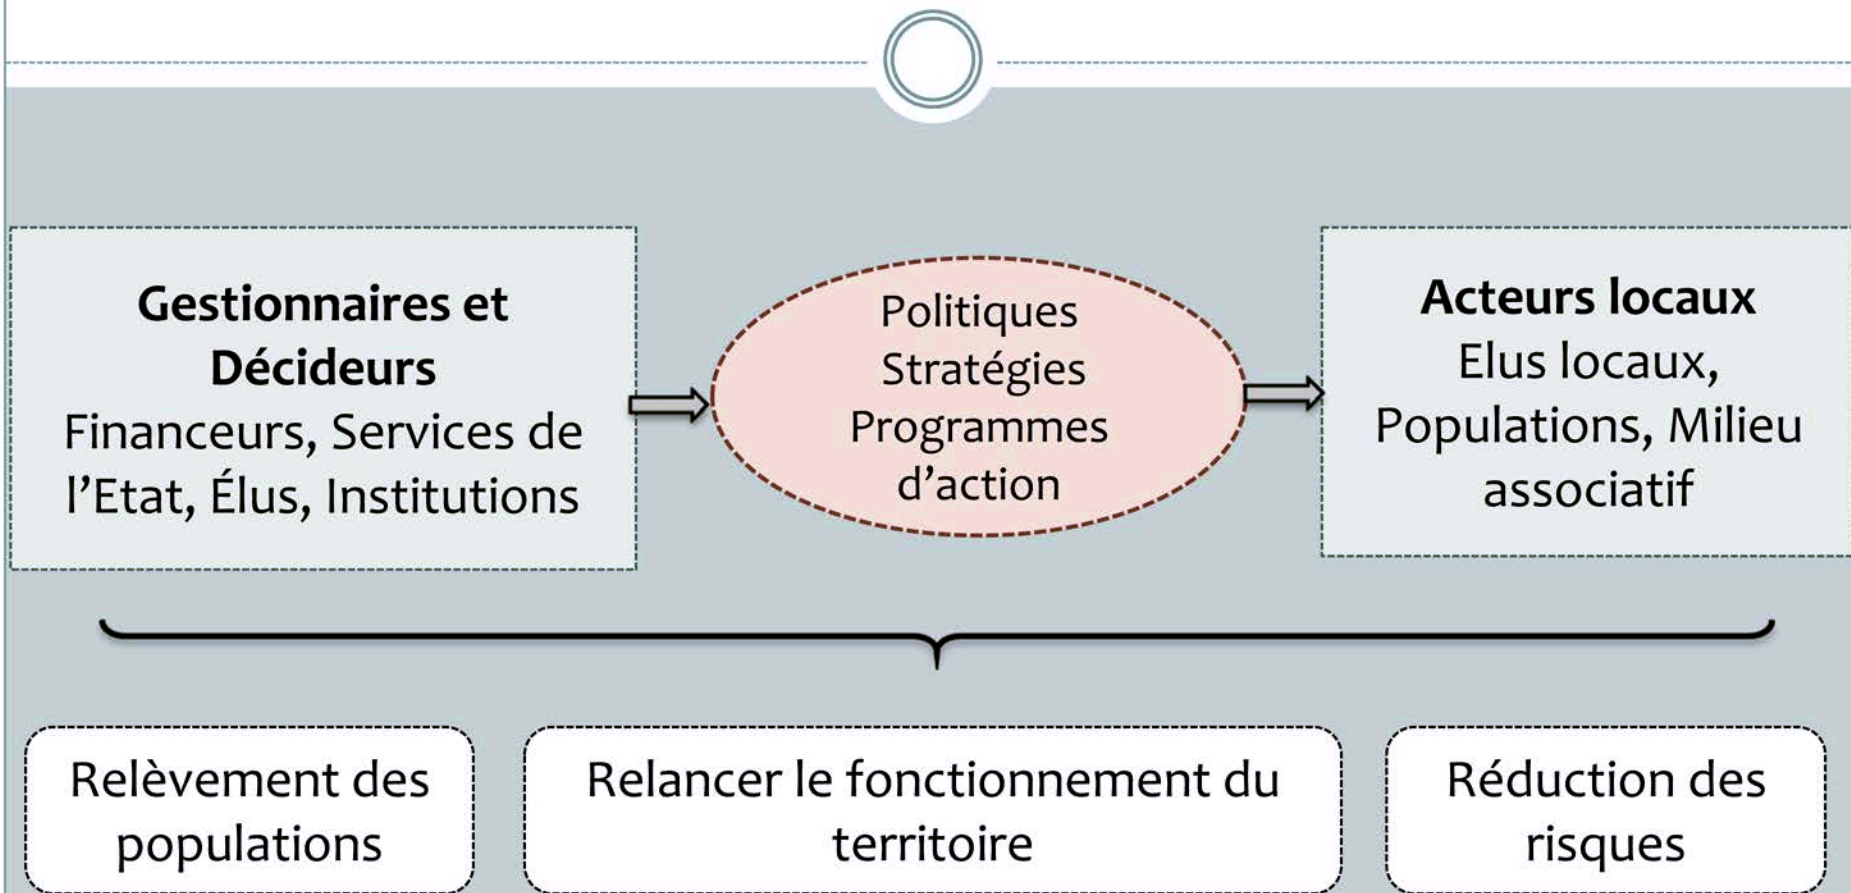 Gestionnaires et
Décideurs
Financeurs, Services de
l'Etat, Élus, Institutions
Politiques
Stratégies
Programmes
d'action
Acteurs locaux
Elus locaux,
Populations, Milieu
associatif
Relèvement des
populations
Relancer le fonctionnement du
territoire
Réduction des
risques